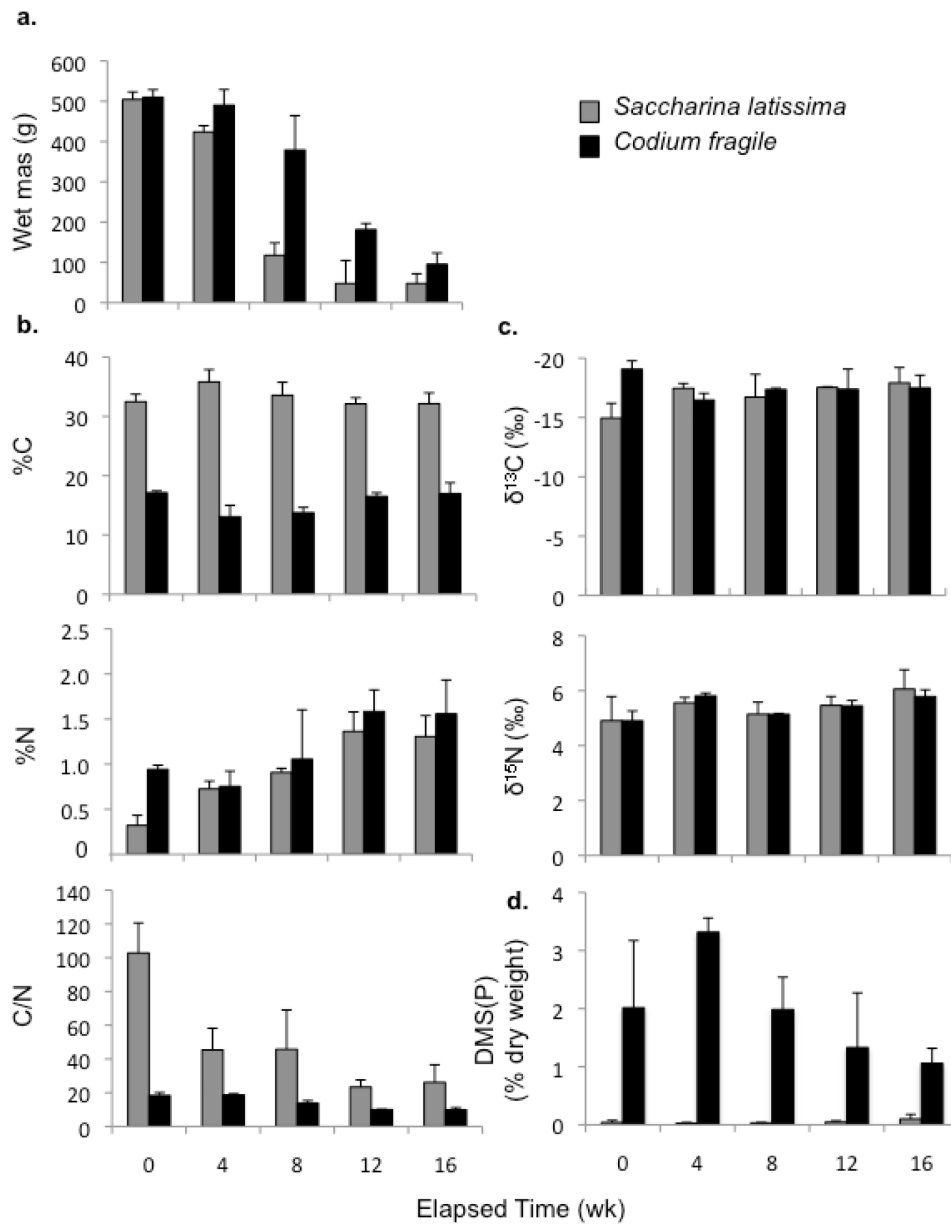 a.
600
500
400
300
200
100
0
Wet mas (g)
Saccharina latissima
Codium fragile
b.
40
30
20
10
0
%C
2.5
2.0
1.5
1.0
0.5
0
%N
140
120
100
80
60
40
20
0
C/N
0 4 8 12 16
c.
-20
-15
-10
-5
0
δ13C (‰)
8
6
4
2
0
δ15N (‰)
d.
4
3
2
1
0
DMS(P)
(% dry weight)
0 4 8 12 16
Elapsed Time (wk)